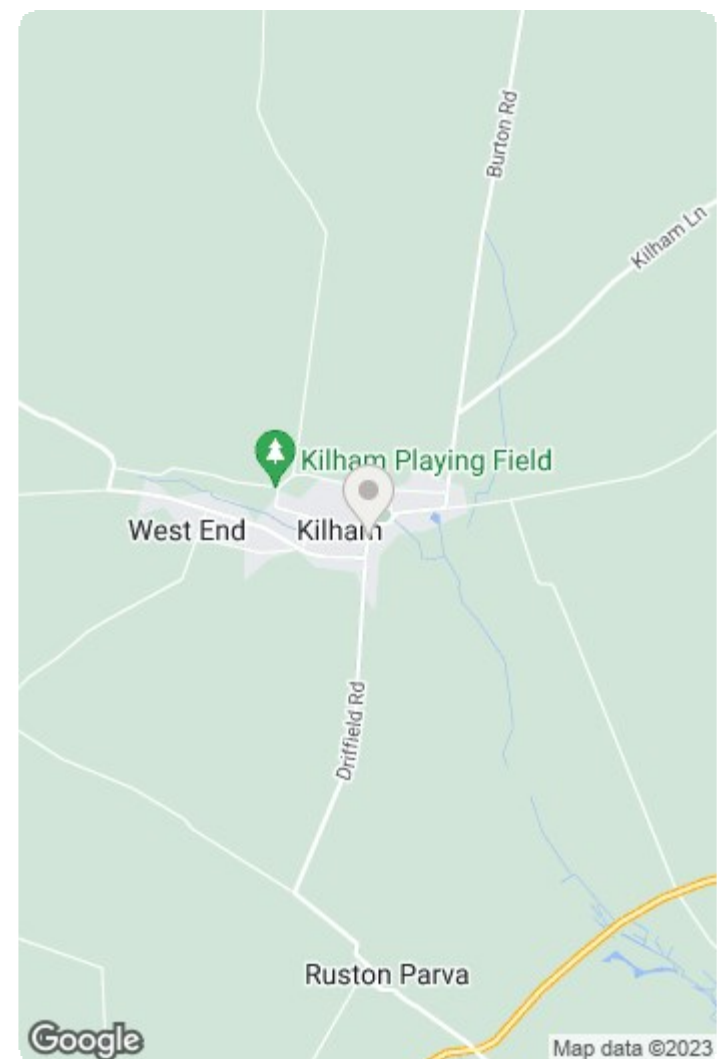 Burton Rd
Kilham Ln
Kilham Playing Field
West End
Kilham
Driffield Rd
Ruston Parva
Google
Map data ©2023